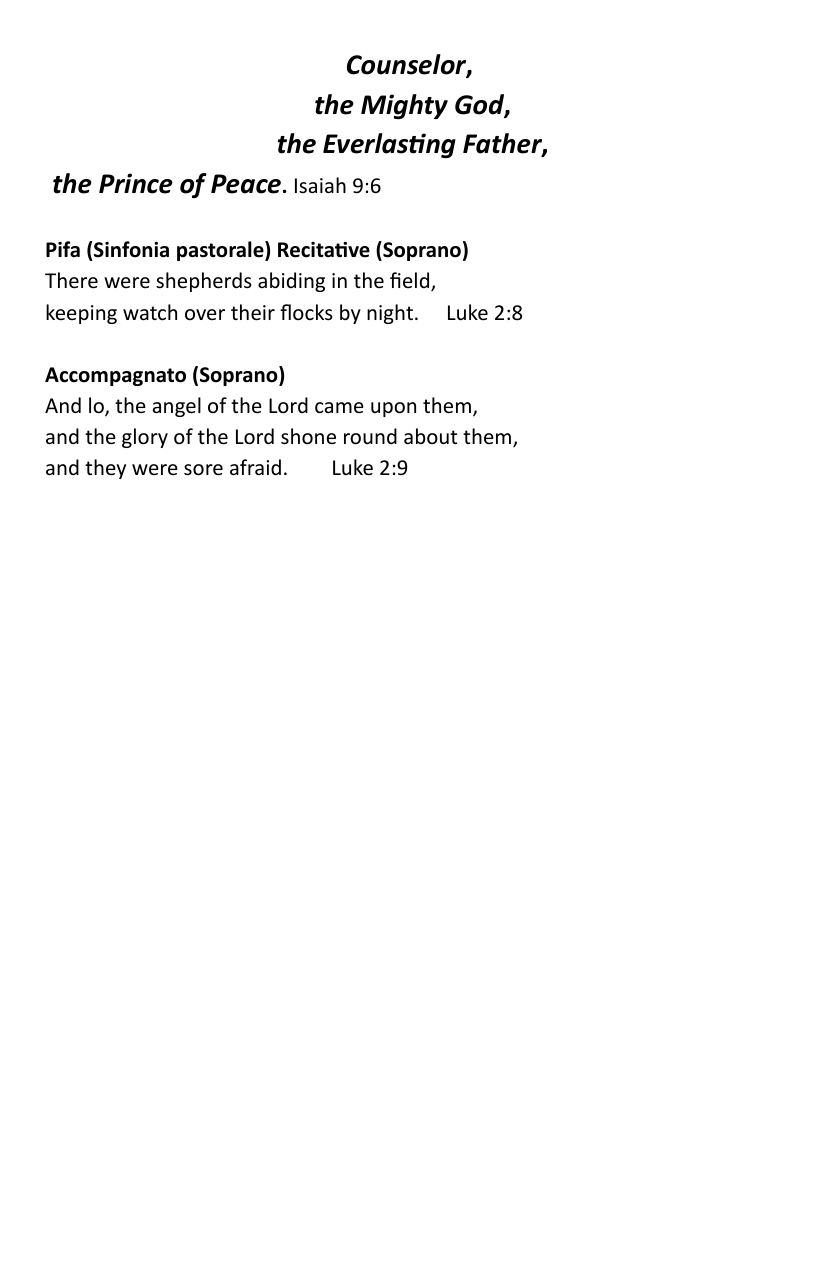 Counselor,
the Mighty God,
the Everlasting Father,
the Prince of Peace. Isaiah 9:6
Pifa (Sinfonia pastorale) Recitative (Soprano)
There were shepherds abiding in the field,
keeping watch over their flocks by night. Luke 2:8
Accompagnato (Soprano)
And lo, the angel of the Lord came upon them,
and the glory of the Lord shone round about them,
and they were sore afraid. Luke 2:9